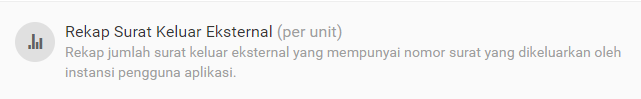 Rekap Surat Keluar Eksternal (per unit)
Rekap jumlah surat keluar eksternal yang mempunyai nomor surat yang dikeluarkan oleh
instansi pengguna aplikasi.